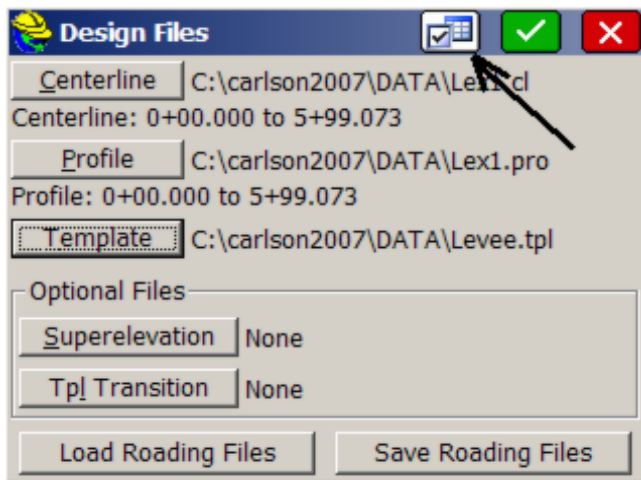 Design Files
Centerline C:\carlson2007\DATA\Lex1.cl
Centerline: 0+00.000 to 5+99.073
Profile C:\carlson2007\DATA\Lex1.pro
Profile: 0+00.000 to 5+99.073
Template C:\carlson2007\DATA\Levee.tpl
Optional Files
Superelevation None
Tpl Transition None
Load Roading Files Save Roading Files